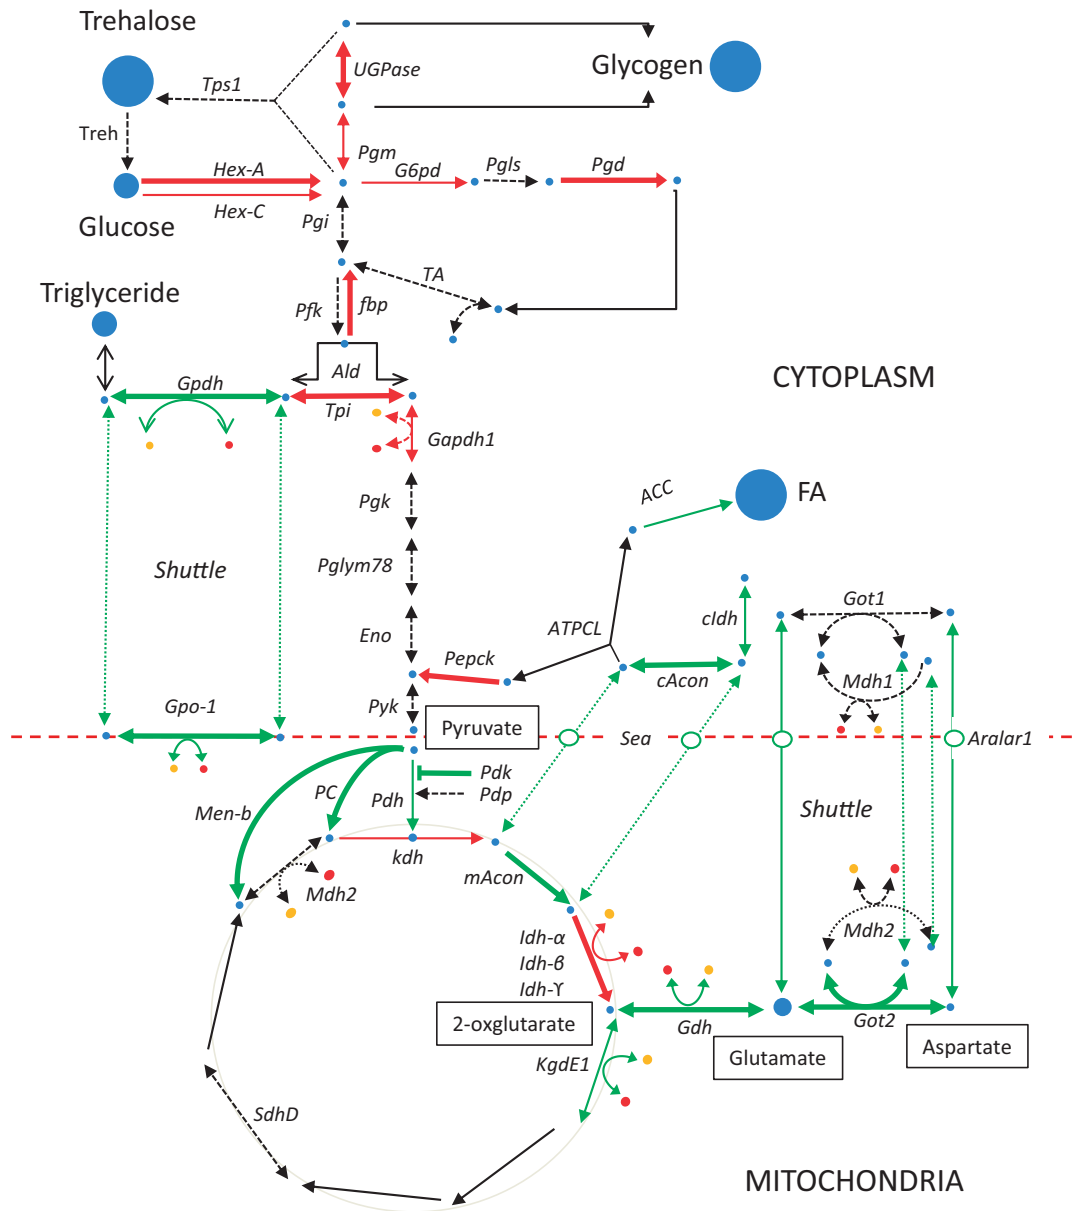 Trehalose
Glycogen
UGPase
Tps1
Treh
Pgm
Hex-A
G6pd
Pgls
Pgd
Hex-C
Glucose
Pgi
TA
Triglyceride
Pfk
fbp
Ald
CYTOPLASM
Gpdh
Tpi
Gapdh1
ACC
FA
Pgk
Shuttle
Pglym78
cIdh
Got1
Eno
ATPCL
Pepck
cAcon
Mdh1
Gpo-1
Pyk
Pyruvate
Sea
Aralar1
Pdk
Men-b
PC
Pdh
Pdp
Shuttle
kdh
mAcon
Mdh2
Mdh2
Idh-α
Idh-β
Idh-ϒ
2-oxglutarate
Gdh
Got2
Glutamate
Aspartate
KgdE1
SdhD
MITOCHONDRIA